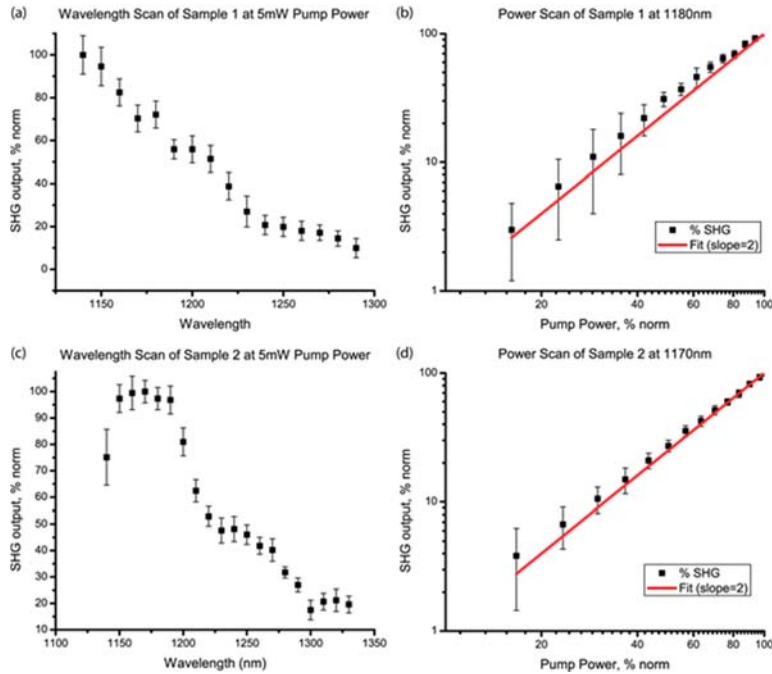 (a) Wavelength Scan of Sample 1 at 5mW Pump Power
SHG output, % norm
100
80
60
40
20
0
1150 1200 1250 1300
Wavelength
(b) Power Scan of Sample 1 at 1180nm
SHG output, % norm
100
10
1
% SHG
Fit (slope=2)
20 40 60 80 100
Pump Power, % norm
(c) Wavelength Scan of Sample 2 at 5mW Pump Power
SHG output, % norm
100
90
80
70
60
50
40
30
20
10
1100 1150 1200 1250 1300 1350
Wavelength (nm)
(d) Power Scan of Sample 2 at 1170nm
SHG output, % norm
100
10
1
% SHG
Fit (slope=2)
20 40 60 80 100
Pump Power, % norm